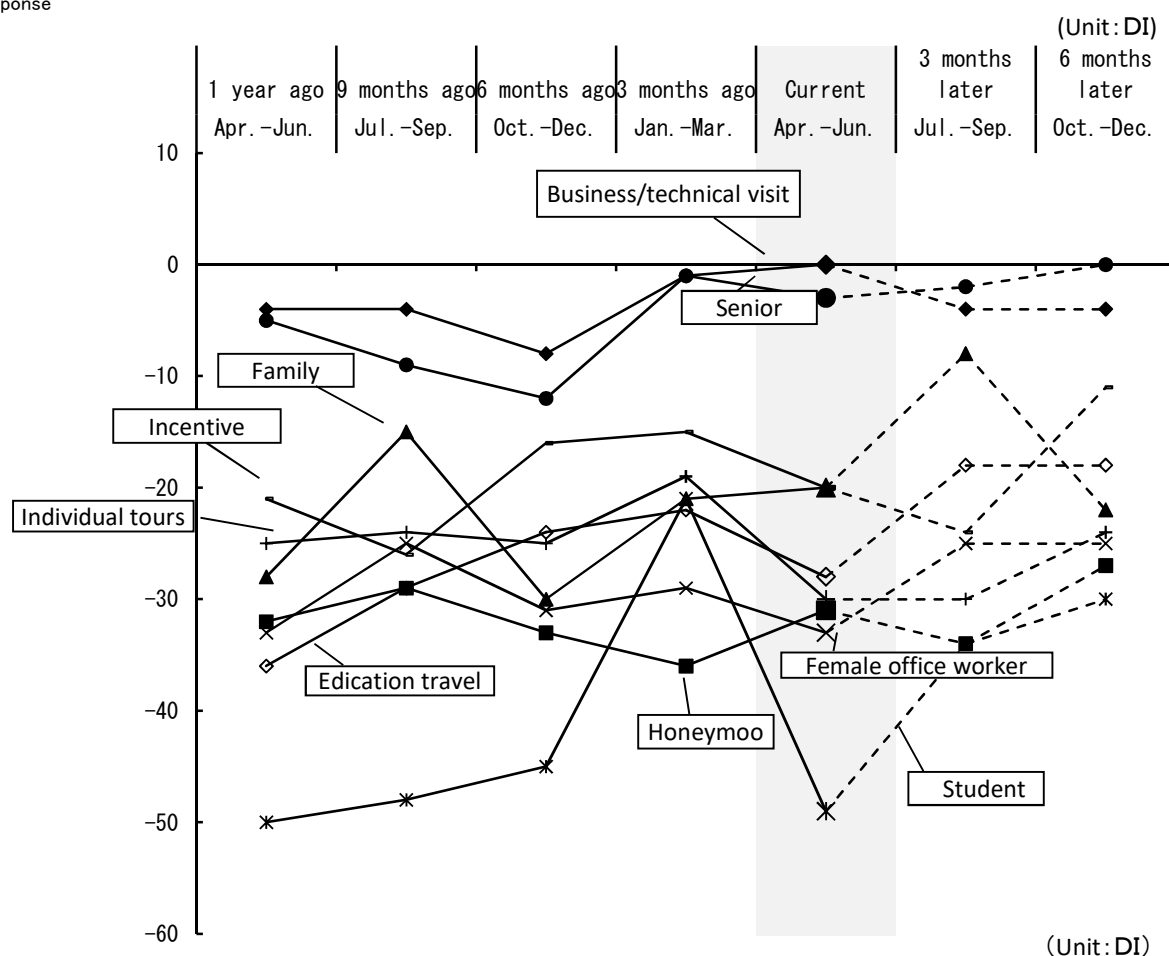 ponse
(Unit:DI)
1 year ago 9 months ago 6 months ago 3 months ago Current 3 months later 6 months later
Apr.-Jun. Jul.-Sep. Oct.-Dec. Jan.-Mar. Apr.-Jun. Jul.-Sep. Oct.-Dec.
10
Business/technical visit
0
Senior
Family
-10
Incentive
-20
Individual tours
-30
Female office worker
Edication travel
-40
Honeymoo
Student
-50
-60
(Unit:DI)